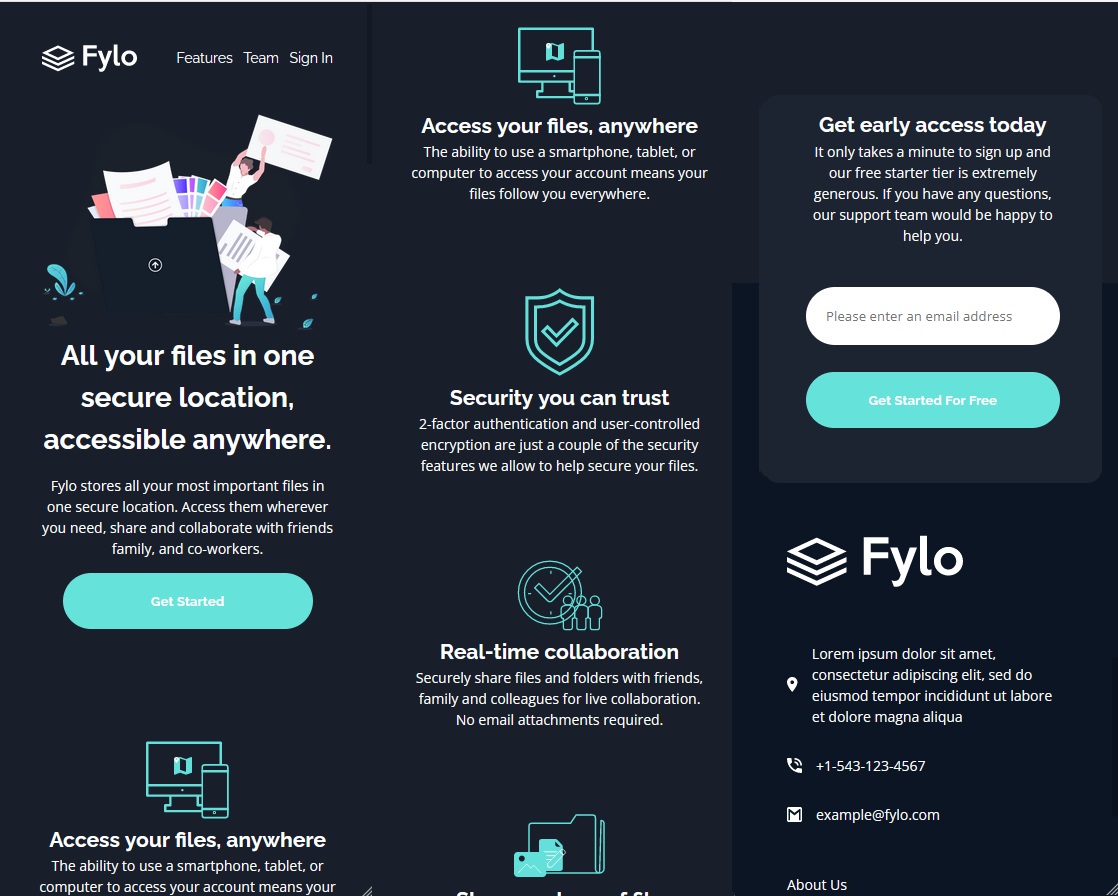 Fylo
Features Team Sign In
All your files in one
secure location,
accessible anywhere.
Fylo stores all your most important files in
one secure location. Access them wherever
you need, share and collaborate with friends
family, and co-workers.
Get Started
Access your files, anywhere
The ability to use a smartphone, tablet, or
computer to access your account means your
Access your files, anywhere
The ability to use a smartphone, tablet, or
computer to access your account means your
files follow you everywhere.
Security you can trust
2-factor authentication and user-controlled
encryption are just a couple of the security
features we allow to help secure your files.
Real-time collaboration
Securely share files and folders with friends,
family and colleagues for live collaboration.
No email attachments required.
Get early access today
It only takes a minute to sign up and
our free starter tier is extremely
generous. If you have any questions,
our support team would be happy to
help you.
Please enter an email address
Get Started For Free
Fylo
Lorem ipsum dolor sit amet,
consectetur adipiscing elit, sed do
eiusmod tempor incididunt ut labore
et dolore magna aliqua
+1-543-123-4567
example@fylo.com
About Us